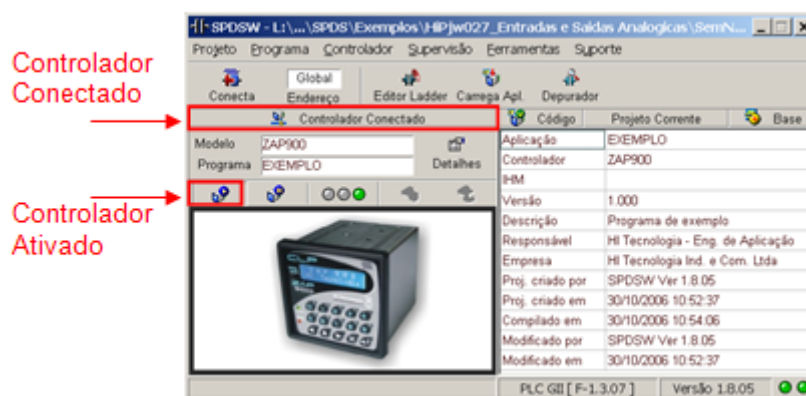 SPDSW - L:\...\SPDS\Exemplos\HIPjw027_Entradas e Saidas Analogicas\SemN...
Projeto Programa Controlador Supervisão Ferramentas Suporte
Conecta
Global
Endereço
Editor Ladder
Carrega Apl.
Depurador
Controlador
Conectado
Controlador Conectado
Código
Projeto Corrente
Base
Modelo ZAP900
Programa EXEMPLO
Detalhes
Controlador
Ativado
Aplicação EXEMPLO
Controlador ZAP900
IHM
Versão 1.000
Descrição Programa de exemplo
Responsável HI Tecnologia - Eng. de Aplicação
Empresa HI Tecnologia Ind. e Com. Ltda
Proj. criado por SPDSW Ver 1.8.05
Proj. criado em 30/10/2006 10:52:37
Compilado em 30/10/2006 10:54:06
Modificado por SPDSW Ver 1.8.05
Modificado em 30/10/2006 10:52:37
PLC GII [ F-1.3.07 ]
Versão 1.8.05